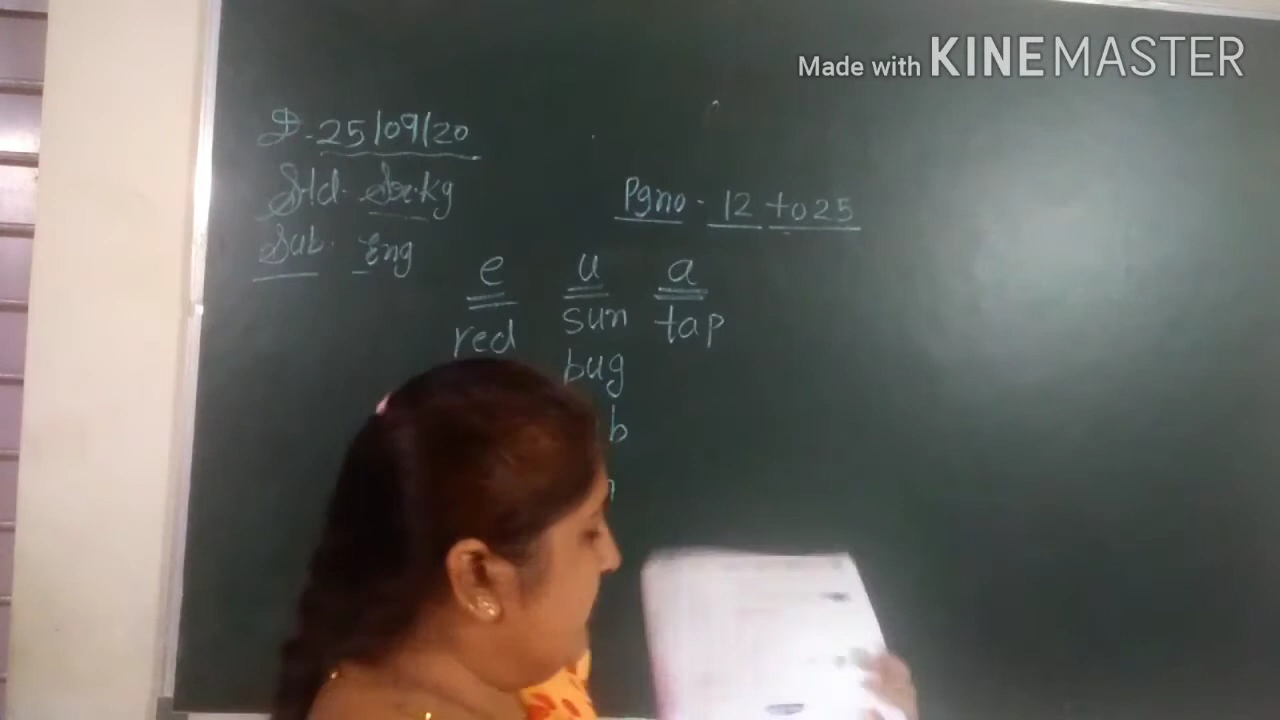 Made with KINEMASTER
D-25/09/20
Std. Sr.kg
Pgno- 12 to 25
Sub. Eng
e u a
red sun tap
bug
b